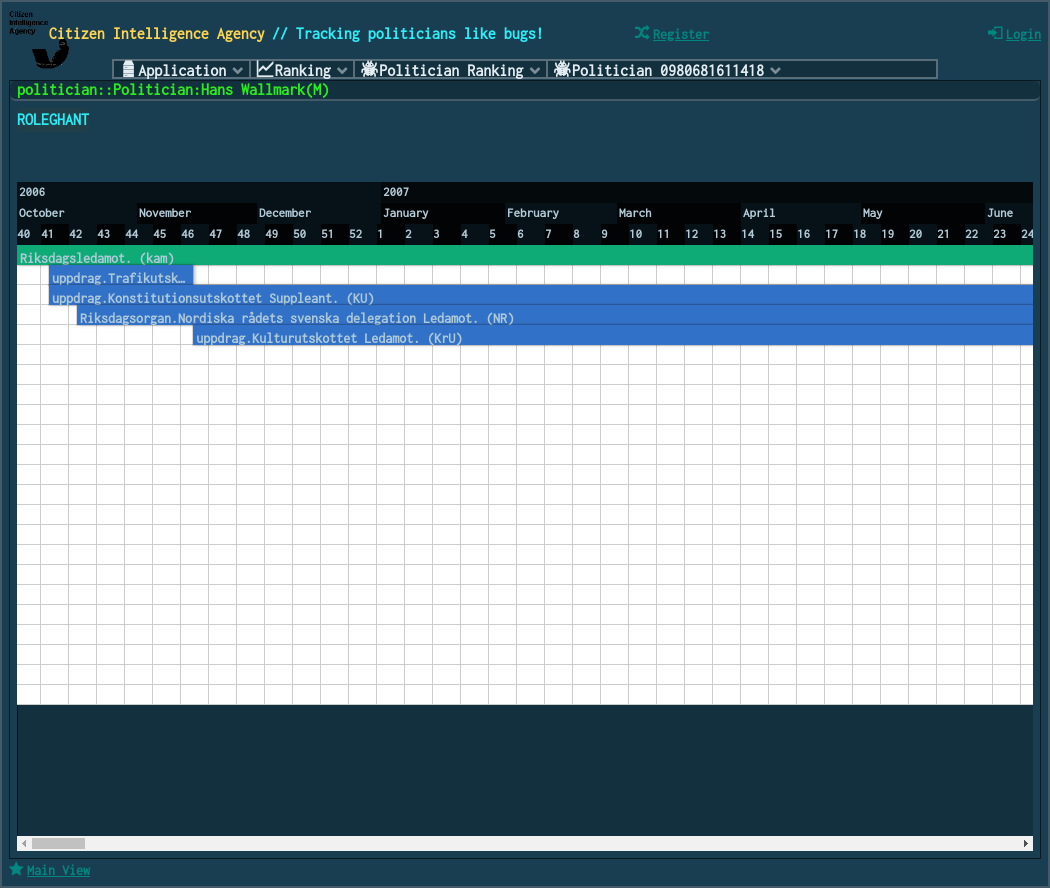 Citizen
Intelligence
Agency
Citizen Intelligence Agency // Tracking politicians like bugs!
Register
Login
Application
Ranking
Politician Ranking
Politician 0980681611418
politician::Politician:Hans Wallmark(M)
ROLEGHANT
2006 2007
October November December January February March April May June
40 41 42 43 44 45 46 47 48 49 50 51 52 1 2 3 4 5 6 7 8 9 10 11 12 13 14 15 16 17 18 19 20 21 22 23 24
Riksdagsledamot. (kam)
uppdrag.Trafikutsk…
uppdrag.Konstitutionsutskottet Suppleant. (KU)
Riksdagsorgan.Nordiska rådets svenska delegation Ledamot. (NR)
uppdrag.Kulturutskottet Ledamot. (KrU)
Main View